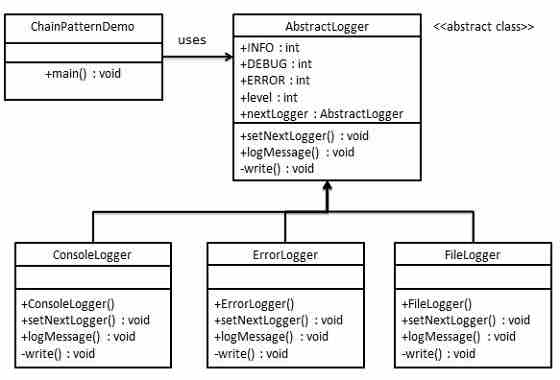 ChainPatternDemo
+main() : void
uses
AbstractLogger
<<abstract class>>
+INFO : int
+DEBUG : int
+ERROR : int
+level : int
+nextLogger : AbstractLogger
+setNextLogger() : void
+logMessage() : void
-write() : void
ConsoleLogger
+ConsoleLogger()
+setNextLogger() : void
+logMessage() : void
-write() : void
ErrorLogger
+ErrorLogger()
+setNextLogger() : void
+logMessage() : void
-write() : void
FileLogger
+FileLogger()
+setNextLogger() : void
+logMessage() : void
-write() : void